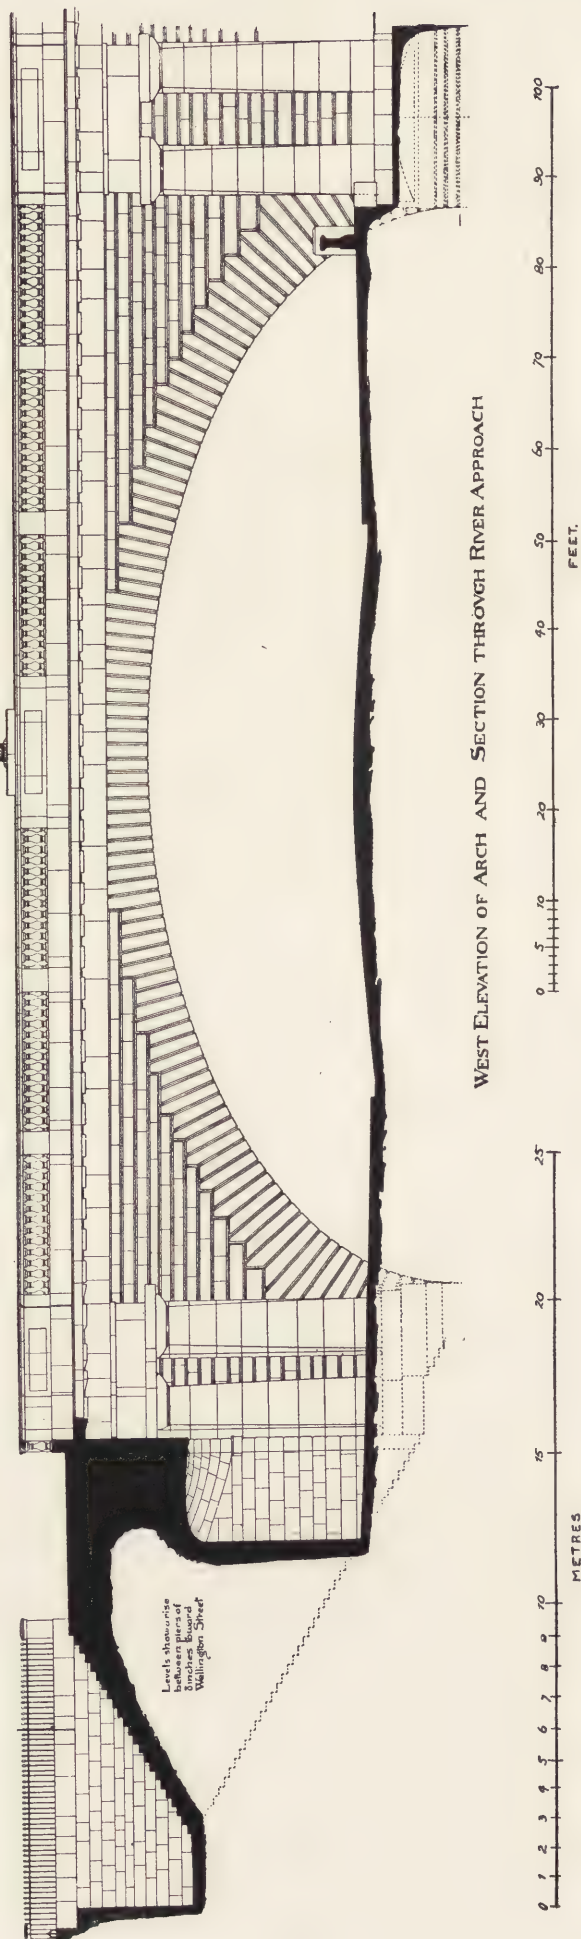 Levels show a rise
between piers of
8 inches toward
Wellington Street
WEST ELEVATION OF ARCH AND SECTION THROVGH RIVER APPROACH
0 1 2 3 4 5 6 7 8 9 10 15 20 25
METRES
0 5 10 20 30 40 50 60 70 80 90 100
FEET.